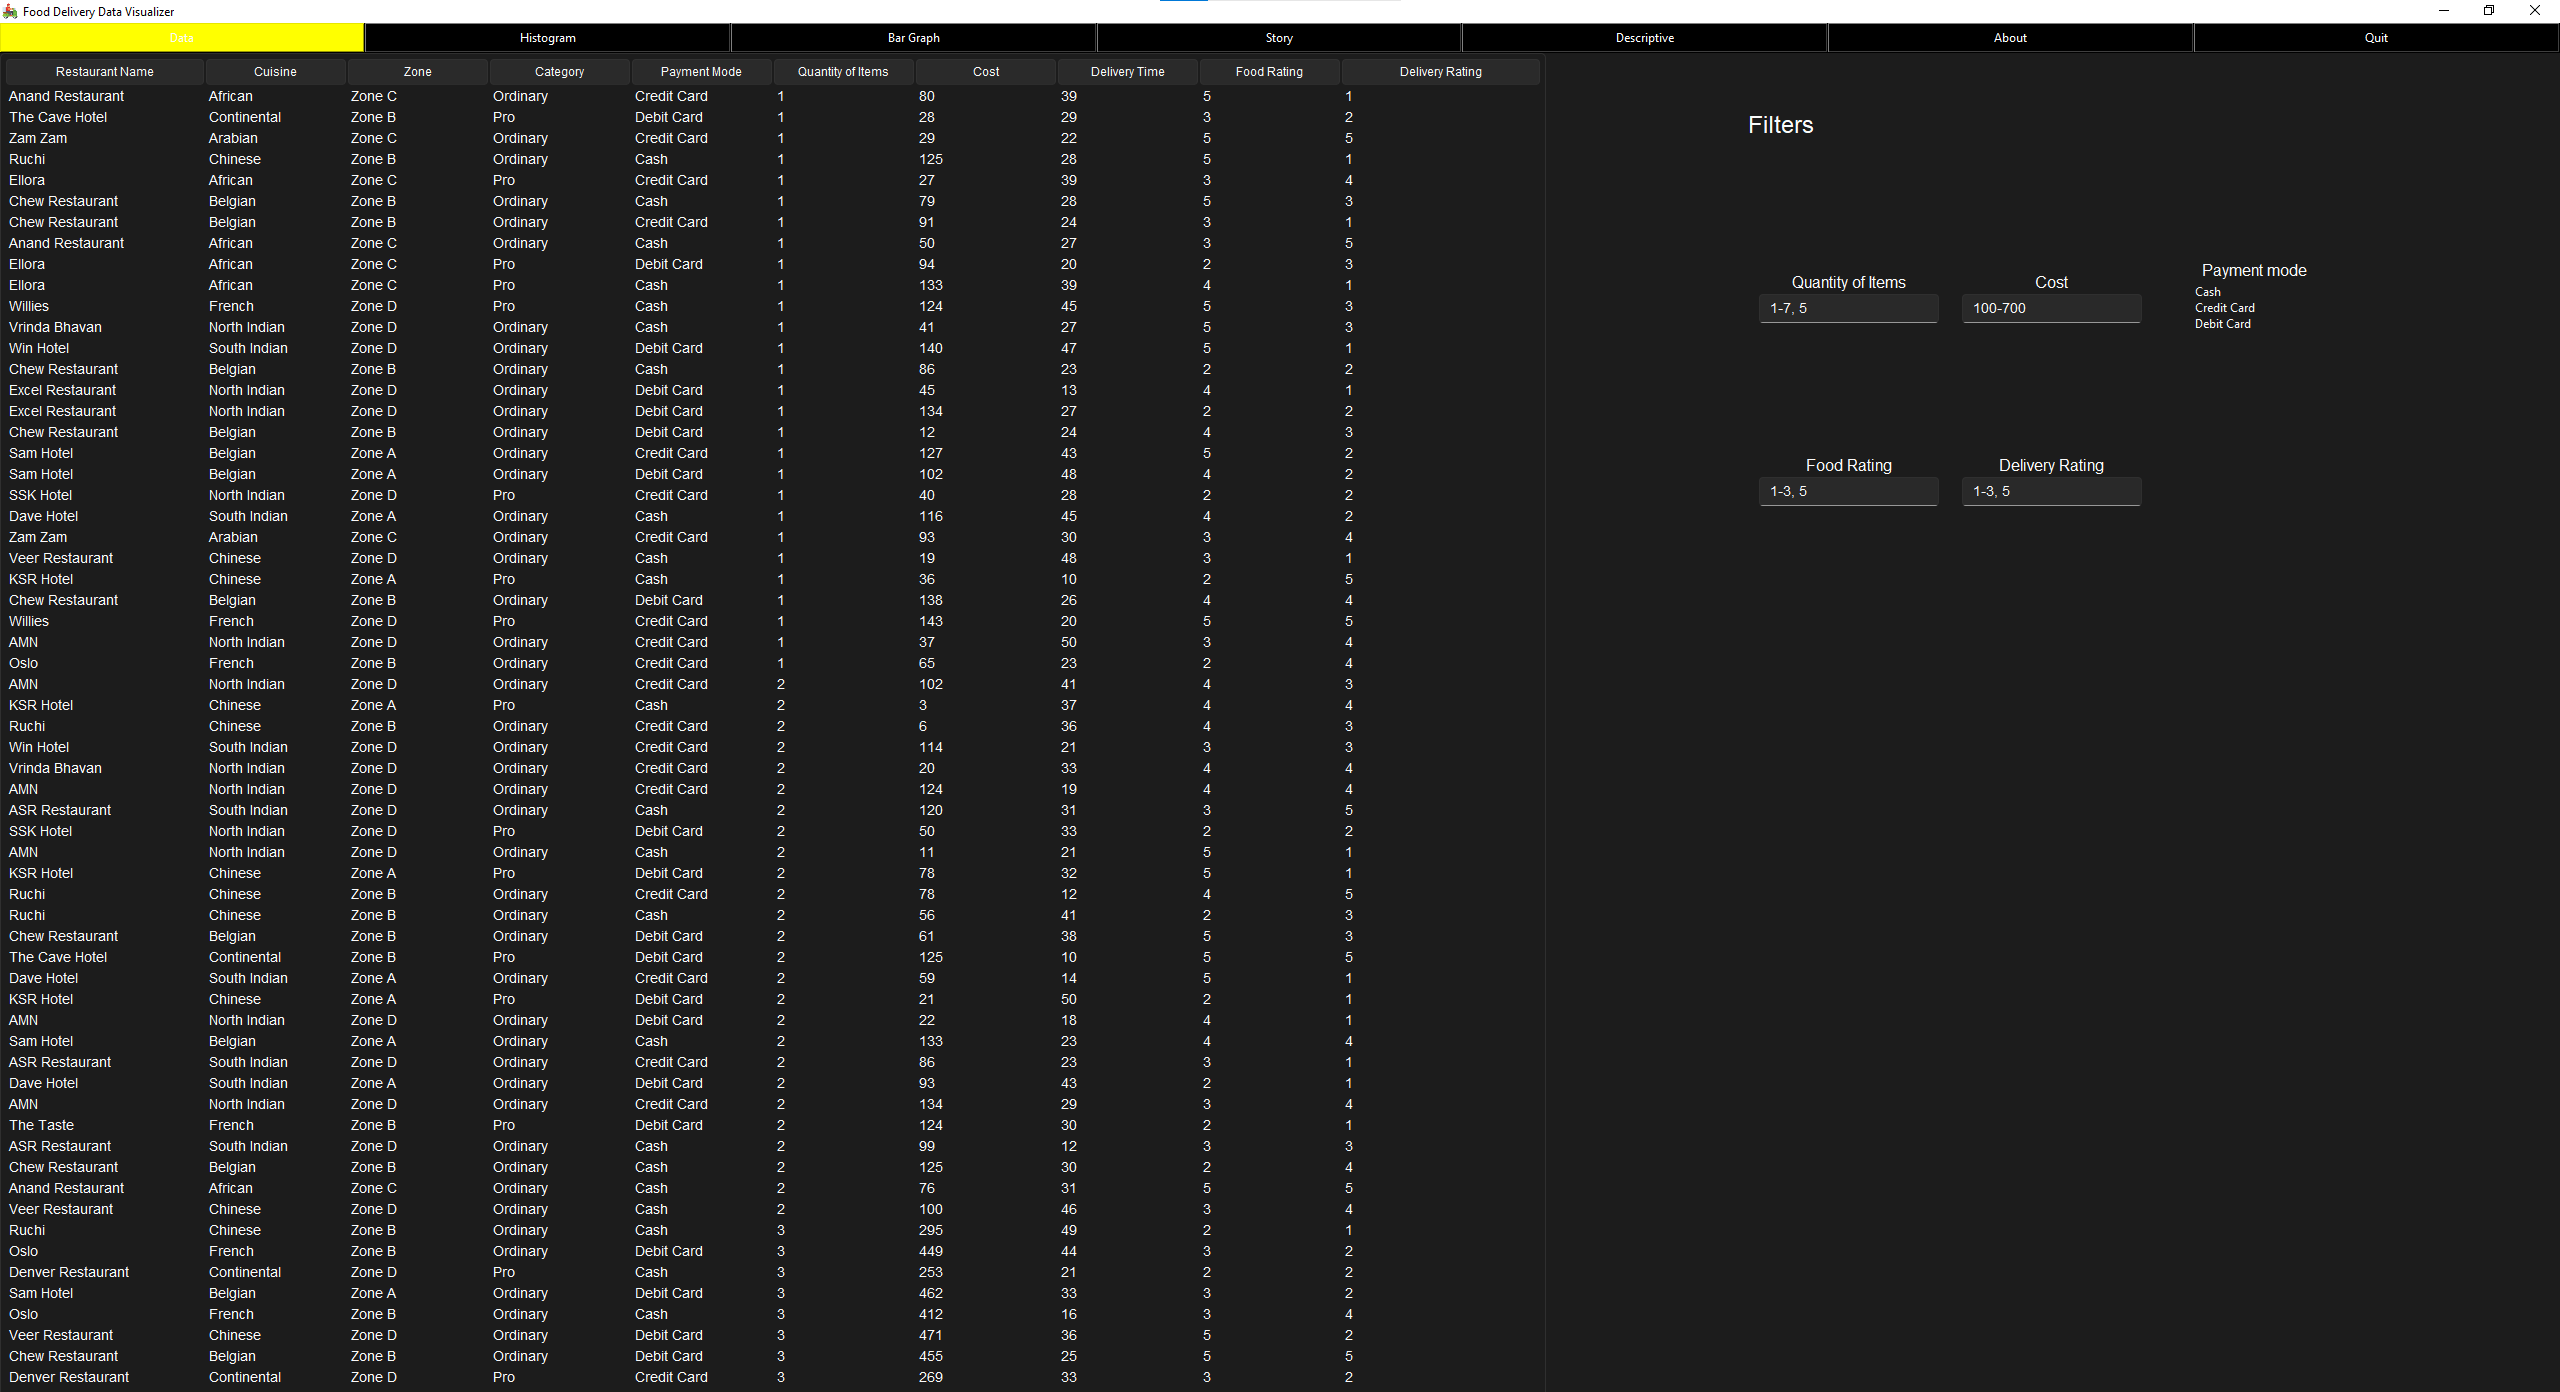 Food Delivery Data Visualizer
Data Histogram Bar Graph Story Descriptive About Quit
Restaurant Name Cuisine Zone Category Payment Mode Quantity of Items Cost Delivery Time Food Rating Delivery Rating
Anand Restaurant African Zone C Ordinary Credit Card 1 80 39 5 1
The Cave Hotel Continental Zone B Pro Debit Card 1 28 29 3 2
Zam Zam Arabian Zone C Ordinary Credit Card 1 29 22 5 5
Ruchi Chinese Zone B Ordinary Cash 1 125 28 5 1
Ellora African Zone C Pro Credit Card 1 27 39 3 4
Chew Restaurant Belgian Zone B Ordinary Cash 1 79 28 5 3
Chew Restaurant Belgian Zone B Ordinary Credit Card 1 91 24 3 1
Anand Restaurant African Zone C Ordinary Cash 1 50 27 3 5
Ellora African Zone C Pro Debit Card 1 94 20 2 3
Ellora African Zone C Pro Cash 1 133 39 4 1
Willies French Zone D Pro Cash 1 124 45 5 3
Vrinda Bhavan North Indian Zone D Ordinary Cash 1 41 27 5 3
Win Hotel South Indian Zone D Ordinary Debit Card 1 140 47 5 1
Chew Restaurant Belgian Zone B Ordinary Cash 1 86 23 2 2
Excel Restaurant North Indian Zone D Ordinary Debit Card 1 45 13 4 1
Excel Restaurant North Indian Zone D Ordinary Debit Card 1 134 27 2 2
Chew Restaurant Belgian Zone B Ordinary Debit Card 1 12 24 4 3
Sam Hotel Belgian Zone A Ordinary Credit Card 1 127 43 5 2
Sam Hotel Belgian Zone A Ordinary Debit Card 1 102 48 4 2
SSK Hotel North Indian Zone D Pro Credit Card 1 40 28 2 2
Dave Hotel South Indian Zone A Ordinary Cash 1 116 45 4 2
Zam Zam Arabian Zone C Ordinary Credit Card 1 93 30 3 4
Veer Restaurant Chinese Zone D Ordinary Cash 1 19 48 3 1
KSR Hotel Chinese Zone A Pro Cash 1 36 10 2 5
Chew Restaurant Belgian Zone B Ordinary Debit Card 1 138 26 4 4
Willies French Zone D Pro Credit Card 1 143 20 5 5
AMN North Indian Zone D Ordinary Credit Card 1 37 50 3 4
Oslo French Zone B Ordinary Credit Card 1 65 23 2 4
AMN North Indian Zone D Ordinary Credit Card 2 102 41 4 3
KSR Hotel Chinese Zone A Pro Cash 2 3 37 4 4
Ruchi Chinese Zone B Ordinary Credit Card 2 6 36 4 3
Win Hotel South Indian Zone D Ordinary Credit Card 2 114 21 3 3
Vrinda Bhavan North Indian Zone D Ordinary Credit Card 2 20 33 4 4
AMN North Indian Zone D Ordinary Credit Card 2 124 19 4 4
ASR Restaurant South Indian Zone D Ordinary Cash 2 120 31 3 5
SSK Hotel North Indian Zone D Pro Debit Card 2 50 33 2 2
AMN North Indian Zone D Ordinary Cash 2 11 21 5 1
KSR Hotel Chinese Zone A Pro Debit Card 2 78 32 5 1
Ruchi Chinese Zone B Ordinary Credit Card 2 78 12 4 5
Ruchi Chinese Zone B Ordinary Cash 2 56 41 2 3
Chew Restaurant Belgian Zone B Ordinary Debit Card 2 61 38 5 3
The Cave Hotel Continental Zone B Pro Debit Card 2 125 10 5 5
Dave Hotel South Indian Zone A Ordinary Credit Card 2 59 14 5 1
KSR Hotel Chinese Zone A Pro Debit Card 2 21 50 2 1
AMN North Indian Zone D Ordinary Debit Card 2 22 18 4 1
Sam Hotel Belgian Zone A Ordinary Cash 2 133 23 4 4
ASR Restaurant South Indian Zone D Ordinary Credit Card 2 86 23 3 1
Dave Hotel South Indian Zone A Ordinary Debit Card 2 93 43 2 1
AMN North Indian Zone D Ordinary Credit Card 2 134 29 3 4
The Taste French Zone B Pro Debit Card 2 124 30 2 1
ASR Restaurant South Indian Zone D Ordinary Cash 2 99 12 3 3
Chew Restaurant Belgian Zone B Ordinary Cash 2 125 30 2 4
Anand Restaurant African Zone C Ordinary Cash 2 76 31 5 5
Veer Restaurant Chinese Zone D Ordinary Cash 2 100 46 3 4
Ruchi Chinese Zone B Ordinary Cash 3 295 49 2 1
Oslo French Zone B Ordinary Debit Card 3 449 44 3 2
Denver Restaurant Continental Zone D Pro Cash 3 253 21 2 2
Sam Hotel Belgian Zone A Ordinary Debit Card 3 462 33 3 2
Oslo French Zone B Ordinary Cash 3 412 16 3 4
Veer Restaurant Chinese Zone D Ordinary Debit Card 3 471 36 5 2
Chew Restaurant Belgian Zone B Ordinary Debit Card 3 455 25 5 5
Denver Restaurant Continental Zone D Pro Credit Card 3 269 33 3 2
Filters
Quantity of Items Cost Payment mode
1-7, 5 100-700
Cash
Credit Card
Debit Card
Food Rating Delivery Rating
1-3, 5 1-3, 5